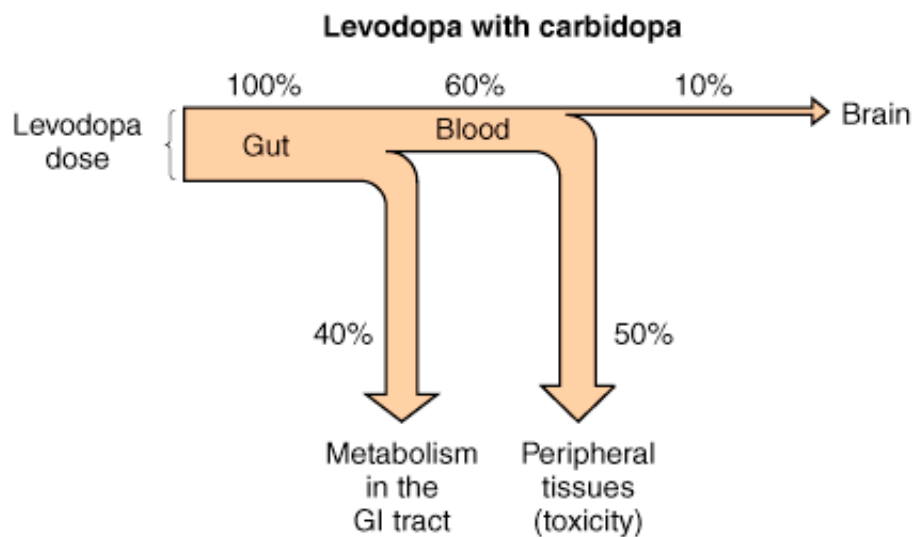 Levodopa with carbidopa
100%
60%
10%
Levodopa
dose
Gut
Blood
Brain
40%
50%
Metabolism
in the
GI tract
Peripheral
tissues
(toxicity)